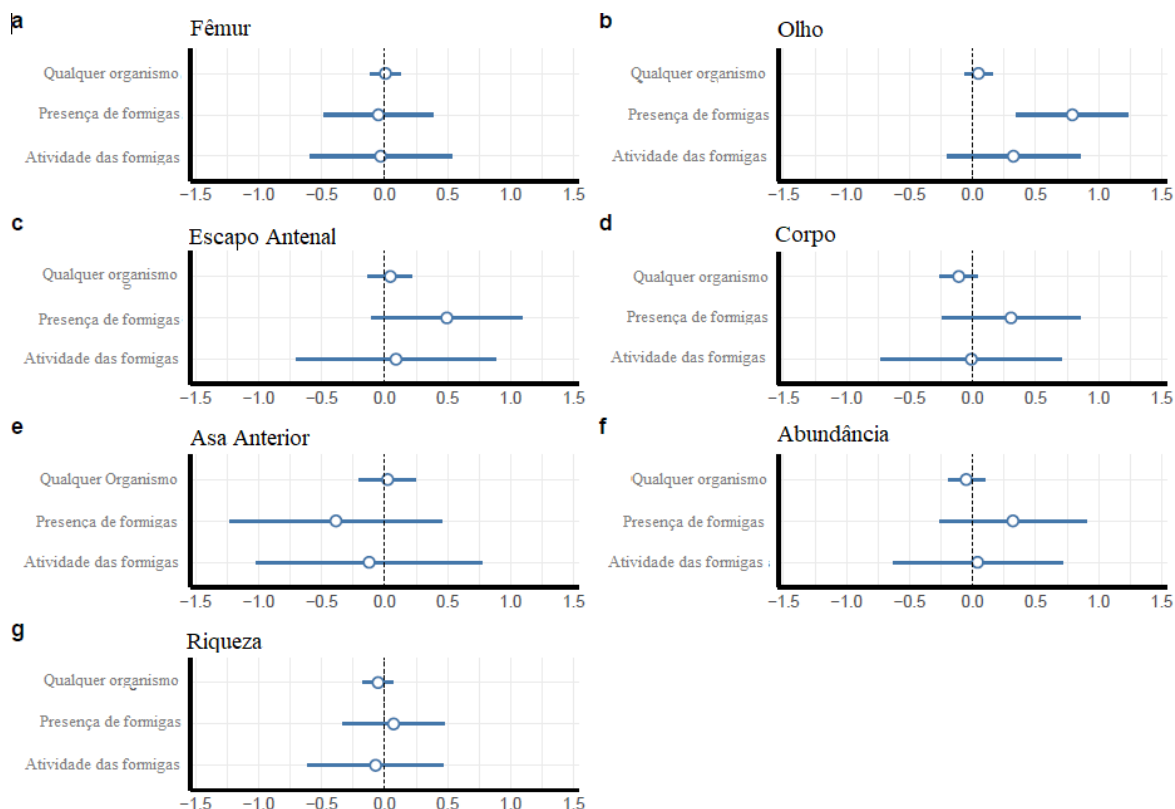 a
Fêmur
Qualquer organismo
Presença de formigas
Atividade das formigas
−1.5 −1.0 −0.5 0.0 0.5 1.0 1.5
b
Olho
Qualquer organismo
Presença de formigas
Atividade das formigas
−1.5 −1.0 −0.5 0.0 0.5 1.0 1.5
c
Escapo Antenal
Qualquer organismo
Presença de formigas
Atividade das formigas
−1.5 −1.0 −0.5 0.0 0.5 1.0 1.5
d
Corpo
Qualquer organismo
Presença de formigas
Atividade das formigas
−1.5 −1.0 −0.5 0.0 0.5 1.0 1.5
e
Asa Anterior
Qualquer Organismo
Presença de formigas
Atividade das formigas
−1.5 −1.0 −0.5 0.0 0.5 1.0 1.5
f
Abundância
Qualquer organismo
Presença de formigas
Atividade das formigas
−1.5 −1.0 −0.5 0.0 0.5 1.0 1.5
g
Riqueza
Qualquer organismo
Presença de formigas
Atividade das formigas
−1.5 −1.0 −0.5 0.0 0.5 1.0 1.5